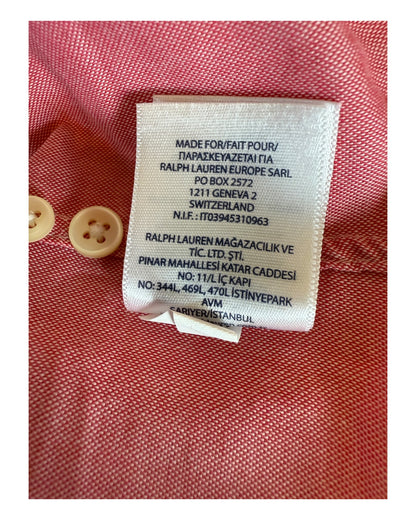 MADE FOR/FAIT POUR/
ΠΑΡΑΣΚΕΥΑΖΕΤΑΙ ΓΙΑ
RALPH LAUREN EUROPE SARL
PO BOX 2572
1211 GENEVA 2
SWITZERLAND
N.I.F.: IT03945310963
RALPH LAUREN MAĞAZACILIK VE
TİC. LTD. ŞTİ.
PINAR MAHALLESİ KATAR CADDESİ
NO: 11/L İÇ KAPI
NO: 344L, 469L, 470L İSTİNYEPARK
AVM
SARIYER/İSTANBUL